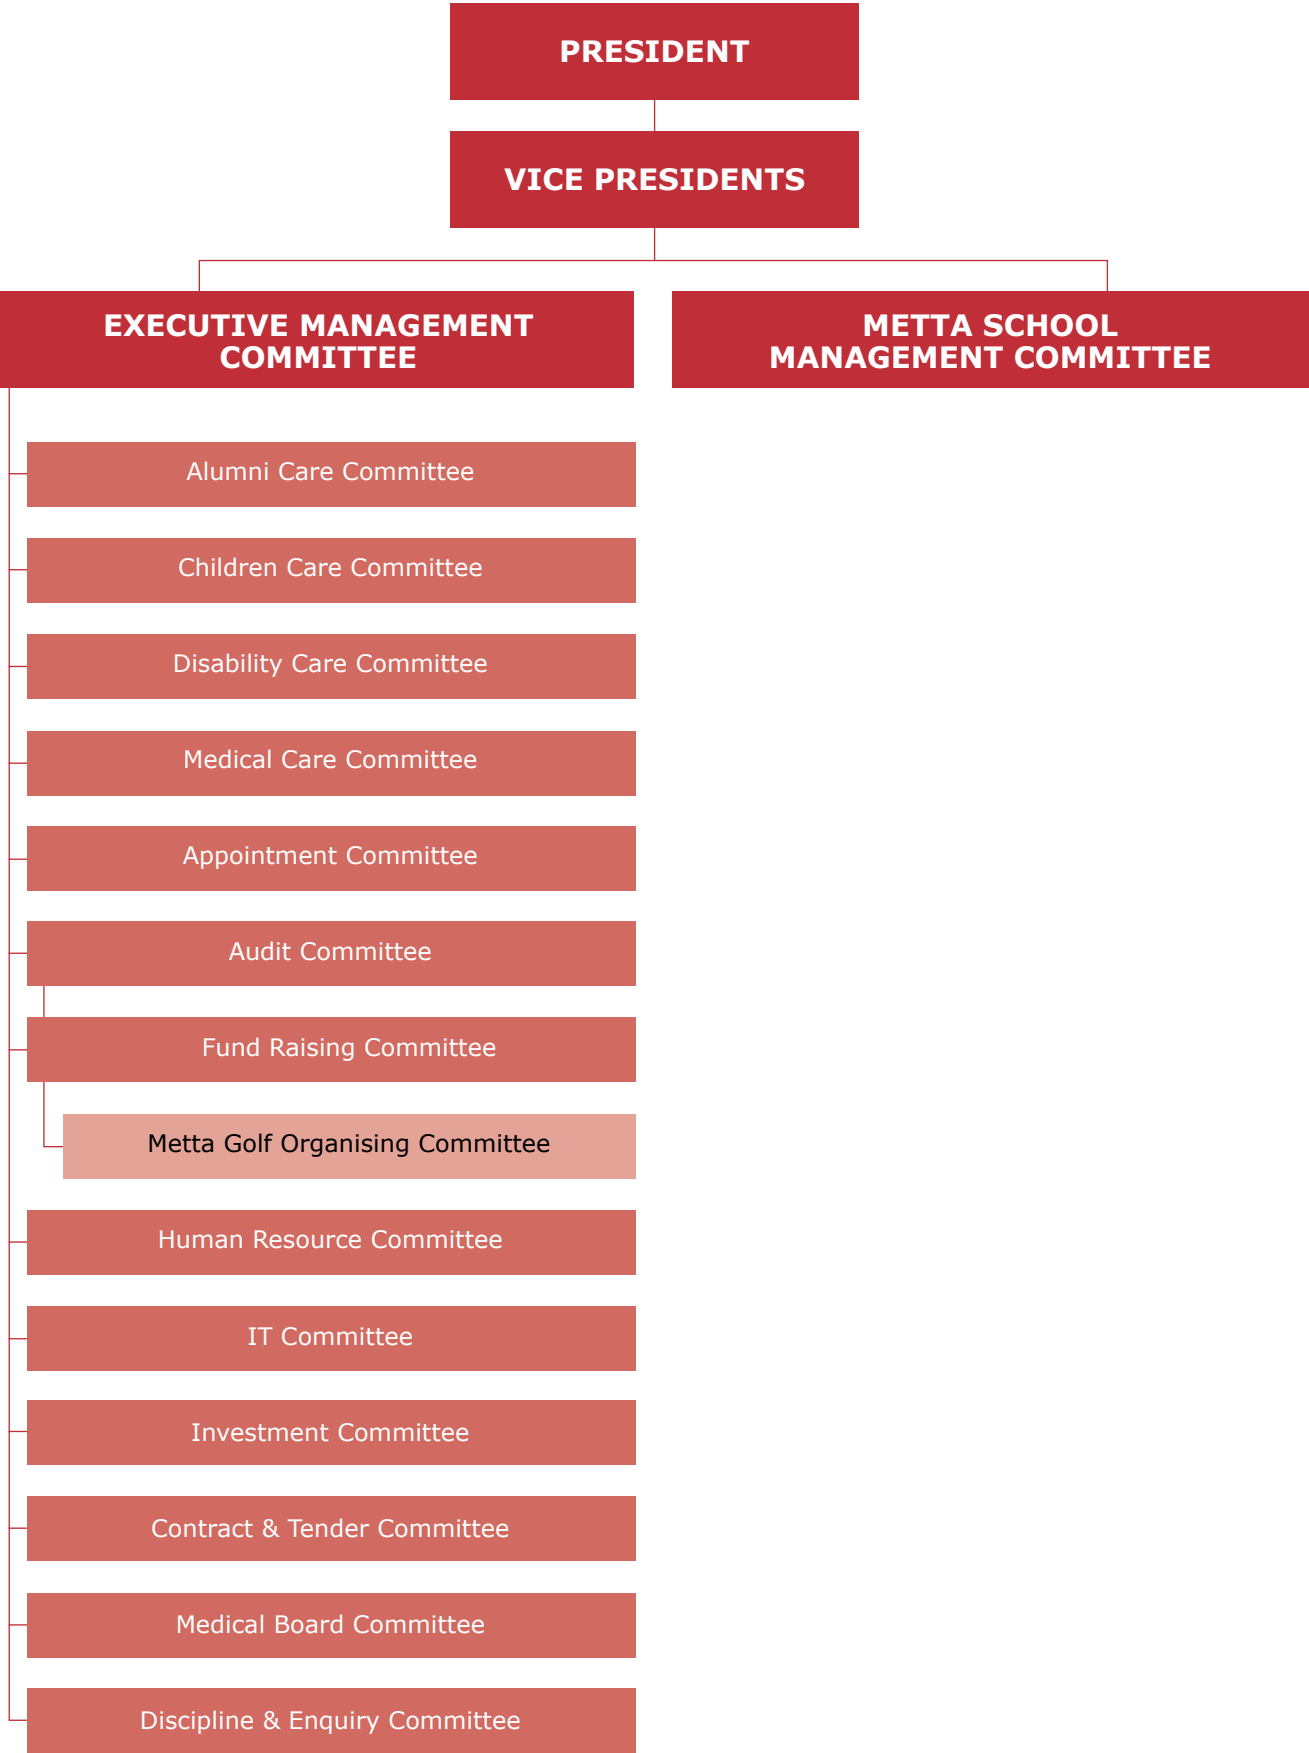 PRESIDENT
VICE PRESIDENTS
EXECUTIVE MANAGEMENT
COMMITTEE
METTA SCHOOL
MANAGEMENT COMMITTEE
Alumni Care Committee
Children Care Committee
Disability Care Committee
Medical Care Committee
Appointment Committee
Audit Committee
Fund Raising Committee
Metta Golf Organising Committee
Human Resource Committee
IT Committee
Investment Committee
Contract & Tender Committee
Medical Board Committee
Discipline & Enquiry Committee